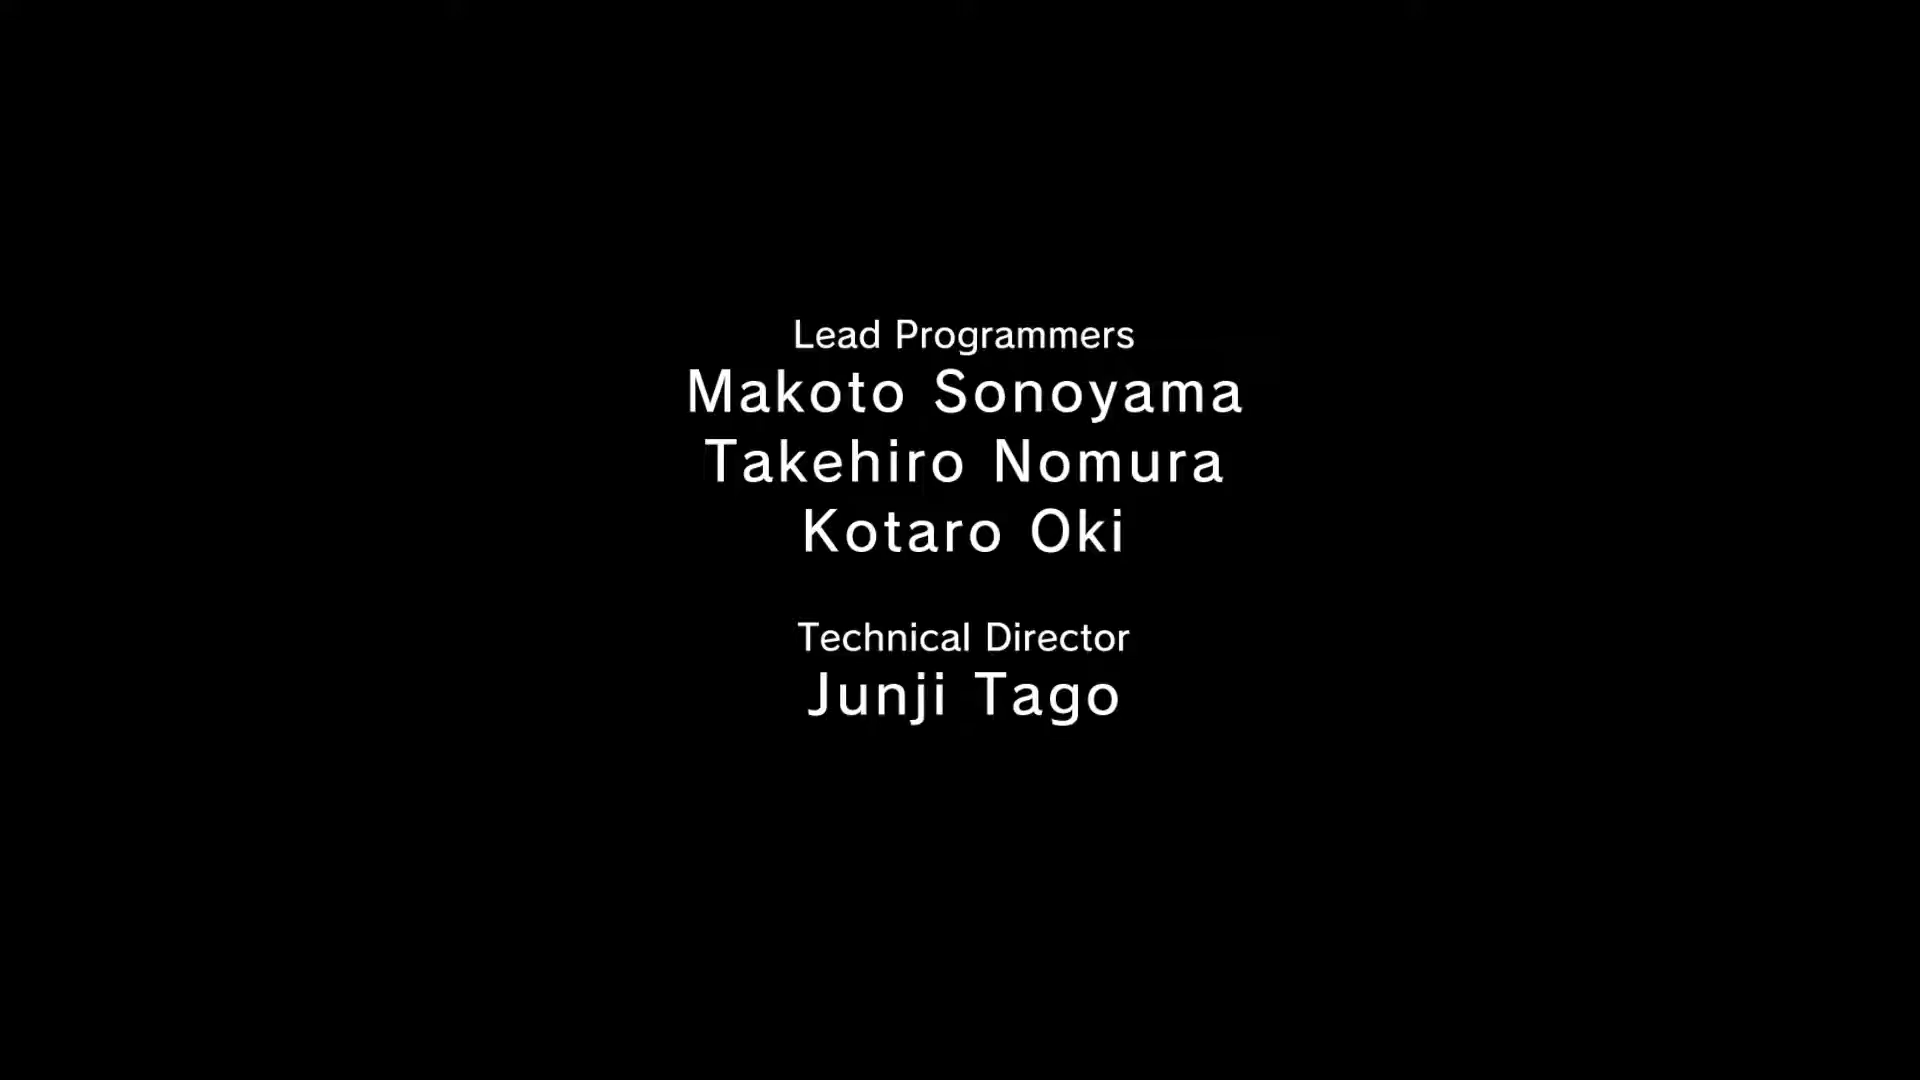 Lead Programmers
Makoto Sonoyama
Takehiro Nomura
Kotaro Oki
Technical Director
Junji Tago